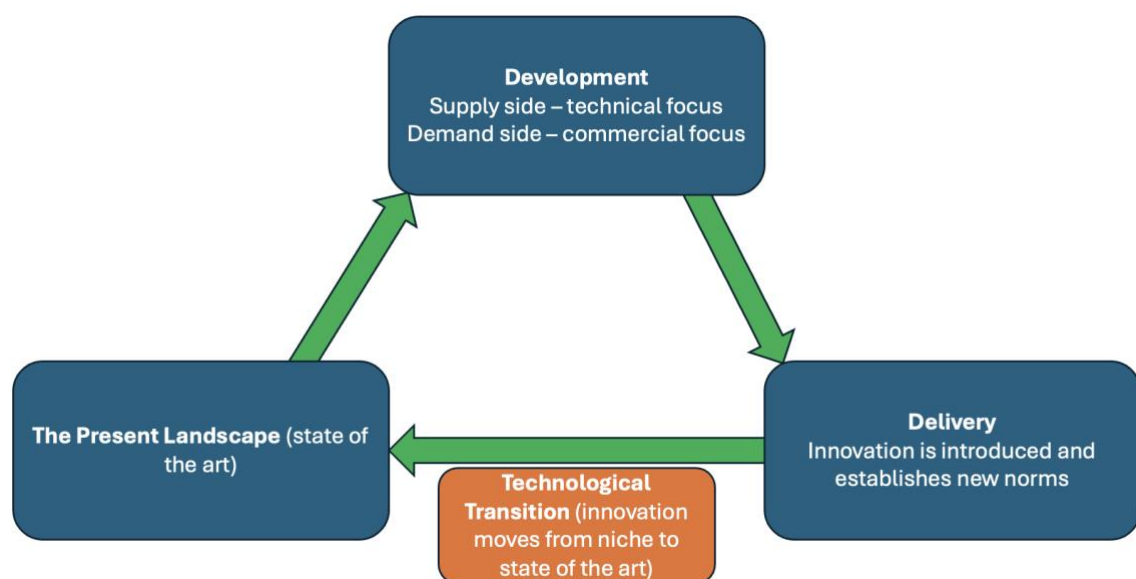 Development
Supply side – technical focus
Demand side – commercial focus
The Present Landscape (state of
the art)
Delivery
Innovation is introduced and
establishes new norms
Technological
Transition (innovation
moves from niche to
state of the art)